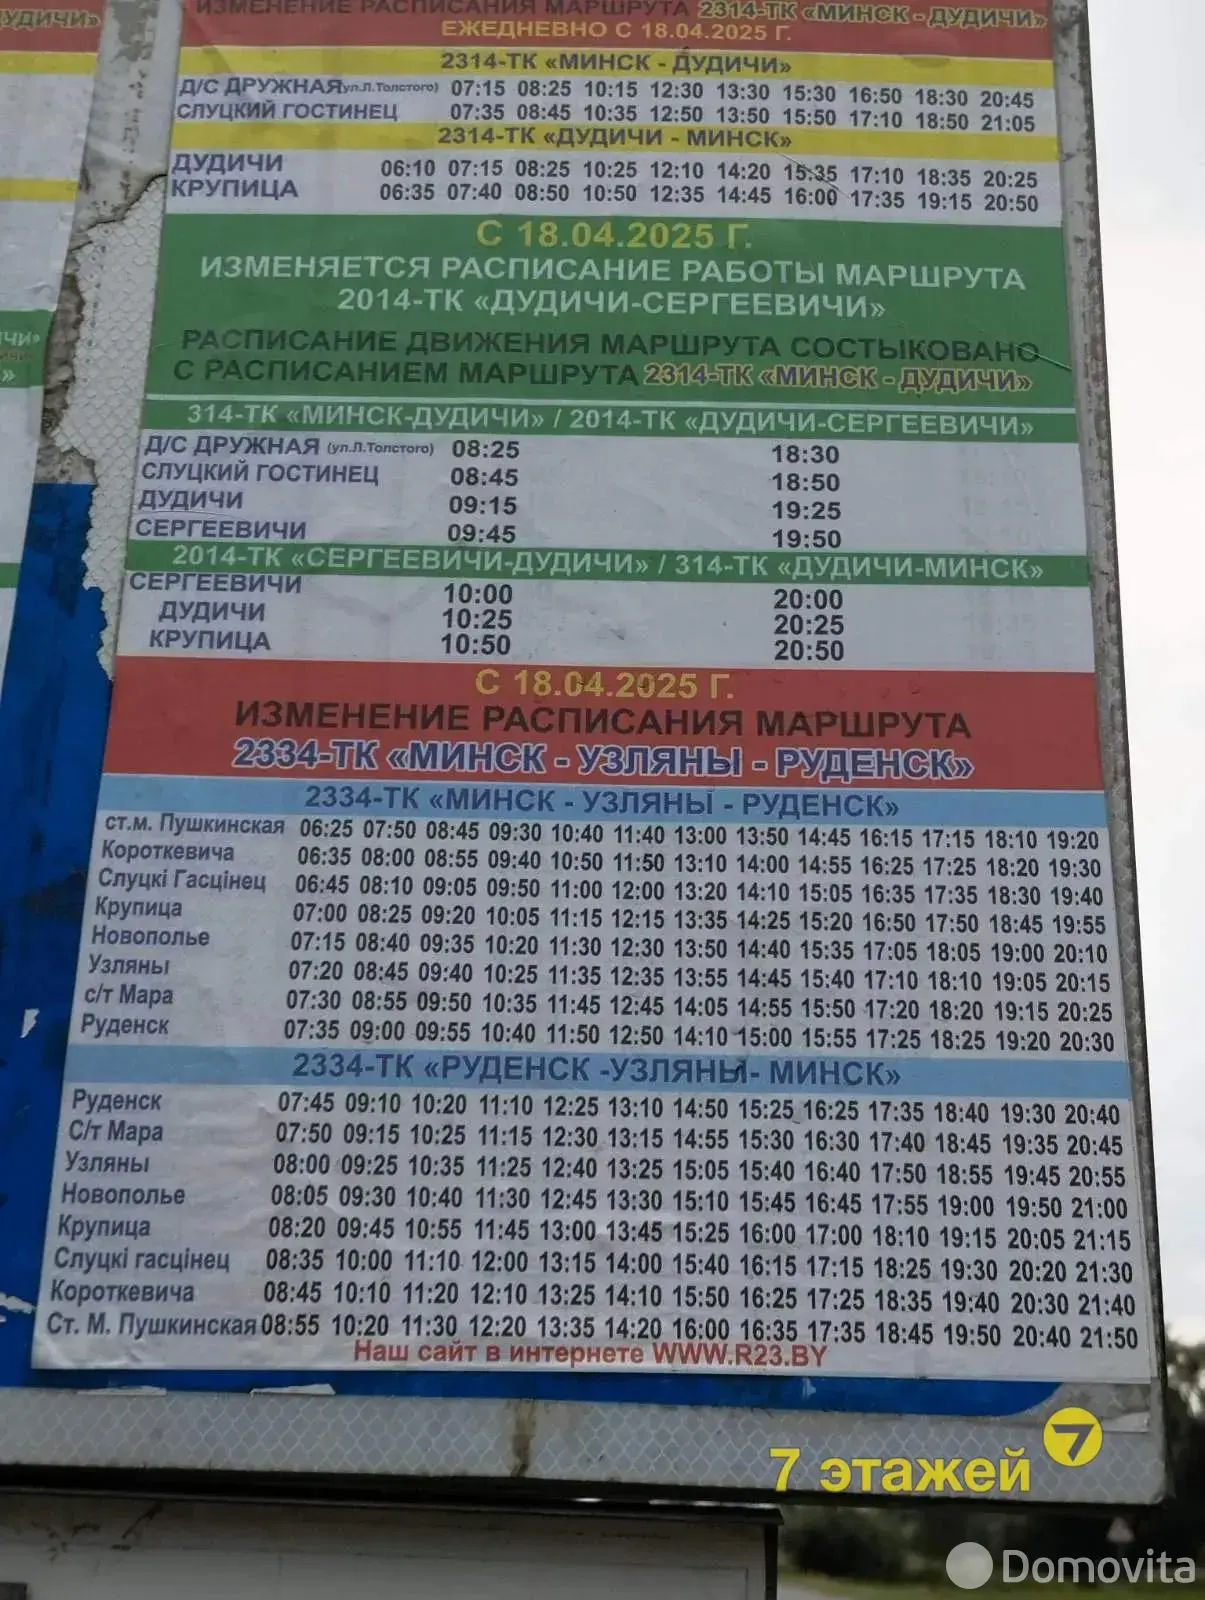 ДУДИЧИ»
ИЗМЕНЕНИЕ РАСПИСАНИЯ МАРШРУТА 2314-ТК «МИНСК - ДУДИЧИ»
ЕЖЕДНЕВНО С 18.04.2025 Г.
2314-ТК «МИНСК - ДУДИЧИ»
Д/С ДРУЖНАЯ(ул.Л.Толстого) 07:15 08:25 10:15 12:30 13:30 15:30 16:50 18:30 20:45
СЛУЦКИЙ ГОСТИНЕЦ 07:35 08:45 10:35 12:50 13:50 15:50 17:10 18:50 21:05
2314-ТК «ДУДИЧИ - МИНСК»
ДУДИЧИ 06:10 07:15 08:25 10:25 12:10 14:20 15:35 17:10 18:35 20:25
КРУПИЦА 06:35 07:40 08:50 10:50 12:35 14:45 16:00 17:35 19:15 20:50
С 18.04.2025 Г.
ИЗМЕНЯЕТСЯ РАСПИСАНИЕ РАБОТЫ МАРШРУТА
2014-ТК «ДУДИЧИ-СЕРГЕЕВИЧИ»
РАСПИСАНИЕ ДВИЖЕНИЯ МАРШРУТА СОСТЫКОВАНО
С РАСПИСАНИЕМ МАРШРУТА 2314-ТК «МИНСК - ДУДИЧИ»
314-ТК «МИНСК-ДУДИЧИ» / 2014-ТК «ДУДИЧИ-СЕРГЕЕВИЧИ»
Д/С ДРУЖНАЯ (ул.Л.Толстого) 08:25 18:30
СЛУЦКИЙ ГОСТИНЕЦ 08:45 18:50
ДУДИЧИ 09:15 19:25
СЕРГЕЕВИЧИ 09:45 19:50
2014-ТК «СЕРГЕЕВИЧИ-ДУДИЧИ» / 314-ТК «ДУДИЧИ-МИНСК»
СЕРГЕЕВИЧИ 10:00 20:00
ДУДИЧИ 10:25 20:25
КРУПИЦА 10:50 20:50
С 18.04.2025 Г.
ИЗМЕНЕНИЕ РАСПИСАНИЯ МАРШРУТА
2334-ТК «МИНСК - УЗЛЯНЫ - РУДЕНСК»
2334-ТК «МИНСК - УЗЛЯНЫ - РУДЕНСК»
ст.м. Пушкинская 06:25 07:50 08:45 09:30 10:40 11:40 13:00 13:50 14:45 16:15 17:15 18:10 19:20
Короткевича 06:35 08:00 08:55 09:40 10:50 11:50 13:10 14:00 14:55 16:25 17:25 18:20 19:30
Слуцкі Гасцінец 06:45 08:10 09:05 09:50 11:00 12:00 13:20 14:10 15:05 16:35 17:35 18:30 19:40
Крупица 07:00 08:25 09:20 10:05 11:15 12:15 13:35 14:25 15:20 16:50 17:50 18:45 19:55
Новополье 07:15 08:40 09:35 10:20 11:30 12:30 13:50 14:40 15:35 17:05 18:05 19:00 20:10
Узляны 07:20 08:45 09:40 10:25 11:35 12:35 13:55 14:45 15:40 17:10 18:10 19:05 20:15
с/т Мара 07:30 08:55 09:50 10:35 11:45 12:45 14:05 14:55 15:50 17:20 18:20 19:15 20:25
Руденск 07:35 09:00 09:55 10:40 11:50 12:50 14:10 15:00 15:55 17:25 18:25 19:20 20:30
2334-ТК «РУДЕНСК -УЗЛЯНЫ- МИНСК»
Руденск 07:45 09:10 10:20 11:10 12:25 13:10 14:50 15:25 16:25 17:35 18:40 19:30 20:40
С/т Мара 07:50 09:15 10:25 11:15 12:30 13:15 14:55 15:30 16:30 17:40 18:45 19:35 20:45
Узляны 08:00 09:25 10:35 11:25 12:40 13:25 15:05 15:40 16:40 17:50 18:55 19:45 20:55
Новополье 08:05 09:30 10:40 11:30 12:45 13:30 15:10 15:45 16:45 17:55 19:00 19:50 21:00
Крупица 08:20 09:45 10:55 11:45 13:00 13:45 15:25 16:00 17:00 18:10 19:15 20:05 21:15
Слуцкі гасцінец 08:35 10:00 11:10 12:00 13:15 14:00 15:40 16:15 17:15 18:25 19:30 20:20 21:30
Короткевича 08:45 10:10 11:20 12:10 13:25 14:10 15:50 16:25 17:25 18:35 19:40 20:30 21:40
Ст. М. Пушкинская 08:55 10:20 11:30 12:20 13:35 14:20 16:00 16:35 17:35 18:45 19:50 20:40 21:50
Наш сайт в интернете WWW.R23.BY
7 этажей 7
Domovita